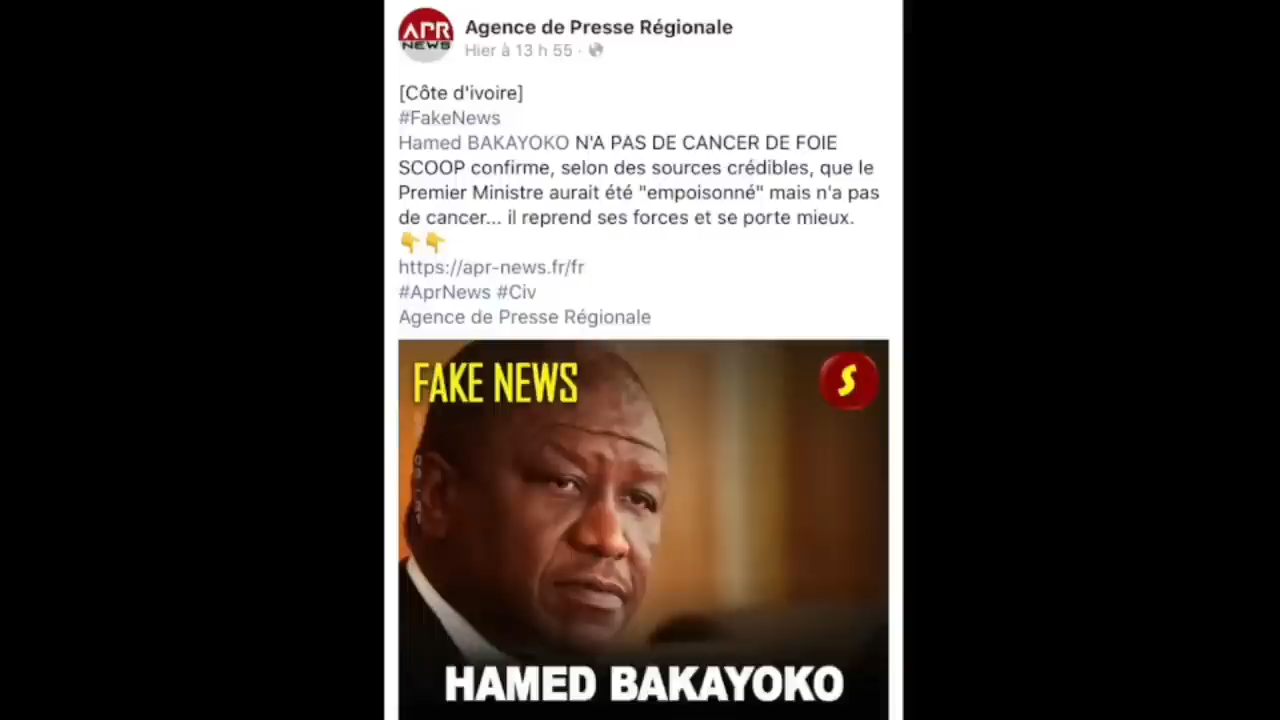 APR
NEWS
Agence de Presse Régionale
Hier à 13 h 55 ·
[Côte d'ivoire]
#FakeNews
Hamed BAKAYOKO N'A PAS DE CANCER DE FOIE
SCOOP confirme, selon des sources crédibles, que le
Premier Ministre aurait été "empoisonné" mais n'a pas
de cancer... il reprend ses forces et se porte mieux.
👇👇
https://apr-news.fr/fr
#AprNews #Civ
Agence de Presse Régionale
FAKE NEWS
S
HAMED BAKAYOKO